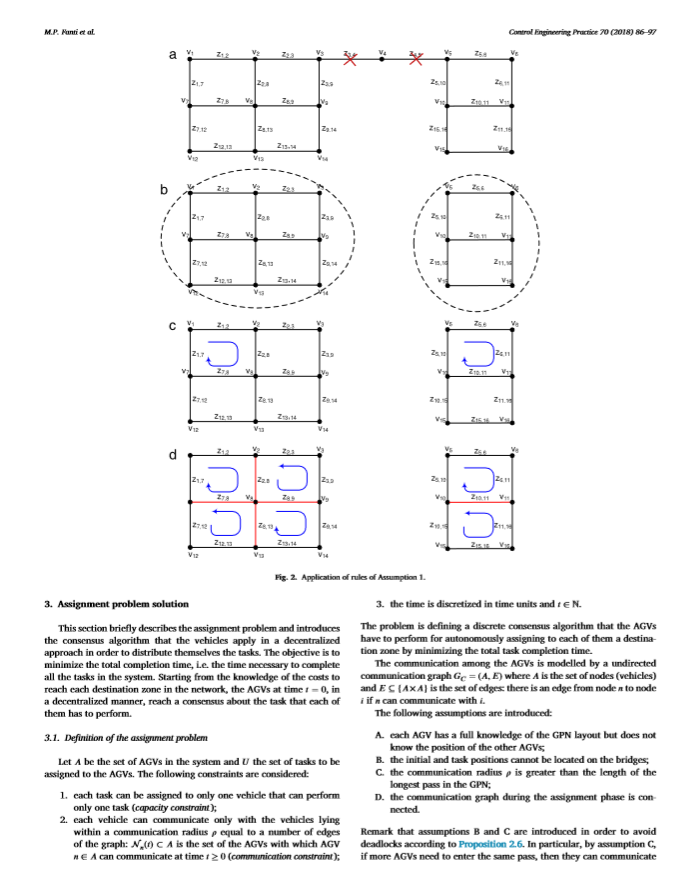 M.P. Fanti et al.
Control Engineering Practice 70 (2018) 86–97
a
V1 Z1,2 V2 Z2,3 V3 V4 V5 Z5,6 V6
Z1,7 Z2,8 Z3,9 Z5,10 Z6,11
V7 Z7,8 V8 Z8,9 V9 V10 Z10,11 V11
Z7,12 Z8,13 Z9,14 Z11,16
Z12,13 Z13,14 V15 V16
V12 V13 V14
b
Z1,2 V2 Z2,3 V5 Z5,6 V6
Z1,7 Z2,8 Z3,9 Z5,10 Z6,11
V7 Z7,8 V8 Z8,9 V9 V10 Z10,11 V11
Z7,12 Z8,13 Z9,14 Z11,16
Z12,13 Z13,14 V15 V16
V12 V13 V14
c
V1 Z1,2 V2 Z2,3 V3 V5 Z5,6 V6
Z1,7 Z2,8 Z3,9 Z5,10 Z6,11
V7 Z7,8 V8 Z8,9 V9 V10 Z10,11 V11
Z7,12 Z8,13 Z9,14 Z10,15 Z11,16
Z12,13 Z13,14 V15 Z15,16 V16
V12 V13 V14
d
Z1,2 V2 Z2,3 V3 V5 Z5,6 V6
Z1,7 Z2,8 Z3,9 Z5,10 Z6,11
Z7,8 V8 Z8,9 V9 V10 Z10,11 V11
Z7,12 Z8,13 Z9,14 Z10,15 Z11,16
Z12,13 Z13,14 V15 Z15,16 V16
V12 V13 V14
Fig. 2. Application of rules of Assumption 1.
3. Assignment problem solution
This section briefly describes the assignment problem and introduces
the consensus algorithm that the vehicles apply in a decentralized
approach in order to distribute themselves the tasks. The objective is to
minimize the total completion time, i.e. the time necessary to complete
all the tasks in the system. Starting from the knowledge of the costs to
reach each destination zone in the network, the AGVs at time t = 0, in
a decentralized manner, reach a consensus about the task that each of
them has to perform.
3.1. Definition of the assignment problem
Let A be the set of AGVs in the system and U the set of tasks to be
assigned to the AGVs. The following constraints are considered:
1. each task can be assigned to only one vehicle that can perform
only one task (capacity constraint);
2. each vehicle can communicate only with the vehicles lying
within a communication radius ρ equal to a number of edges
of the graph: 𝒩n(t) ⊂ A is the set of the AGVs with which AGV
n ∈ A can communicate at time t ≥ 0 (communication constraint);
3. the time is discretized in time units and t ∈ ℕ.
The problem is defining a discrete consensus algorithm that the AGVs
have to perform for autonomously assigning to each of them a destina-
tion zone by minimizing the total task completion time.
The communication among the AGVs is modelled by a undirected
communication graph GC = (A, E) where A is the set of nodes (vehicles)
and E ⊆ {A×A} is the set of edges: there is an edge from node n to node
i if n can communicate with i.
The following assumptions are introduced:
A. each AGV has a full knowledge of the GPN layout but does not
know the position of the other AGVs;
B. the initial and task positions cannot be located on the bridges;
C. the communication radius ρ is greater than the length of the
longest pass in the GPN;
D. the communication graph during the assignment phase is con-
nected.
Remark that assumptions B and C are introduced in order to avoid
deadlocks according to Proposition 2.6. In particular, by assumption C,
if more AGVs need to enter the same pass, then they can communicate